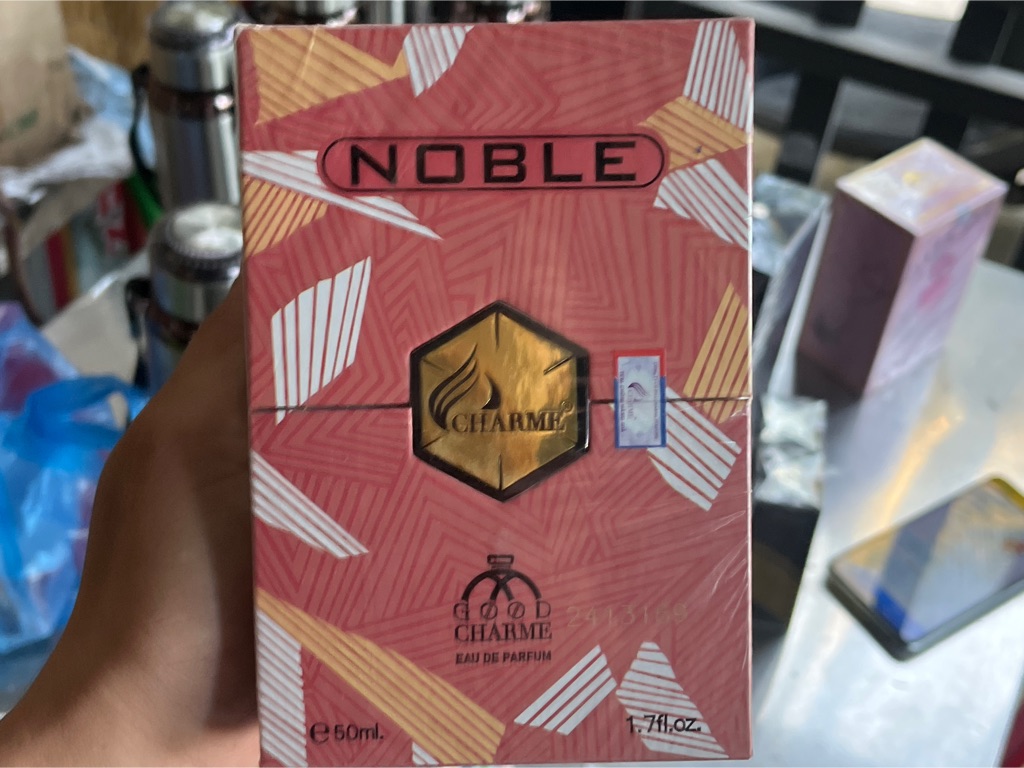 NOBLE
CHARME
GOOD
CHARME
EAU DE PARFUM
e 50ml.
1.7fl.oz.